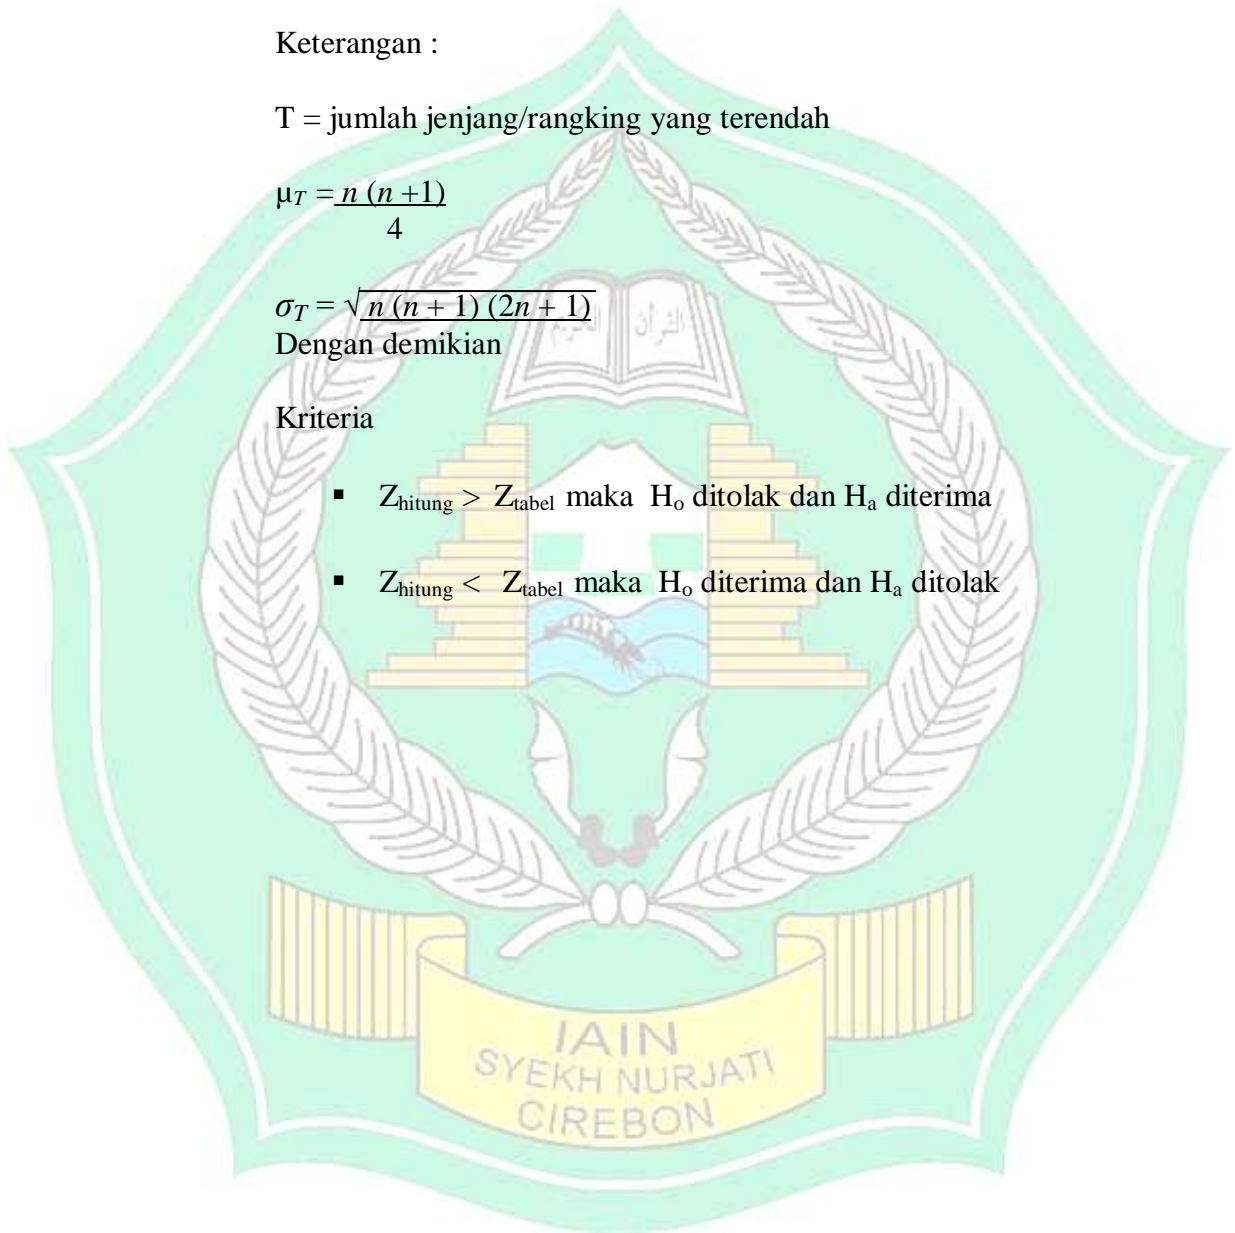 Keterangan :
T = jumlah jenjang/rangking yang terendah
μT = n (n +1)
4
σT = √ n (n + 1) (2n + 1)
القرآن
Dengan demikian
Kriteria
▪ Zhitung > Ztabel maka Ho ditolak dan Ha diterima
▪ Zhitung < Ztabel maka Ho diterima dan Ha ditolak
IAIN
SYEKH NURJATI
CIREBON